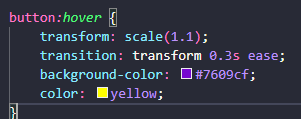 button:hover {
transform: scale(1.1);
transition: transform 0.3s ease;
background-color: #7609cf;
color: yellow;
}